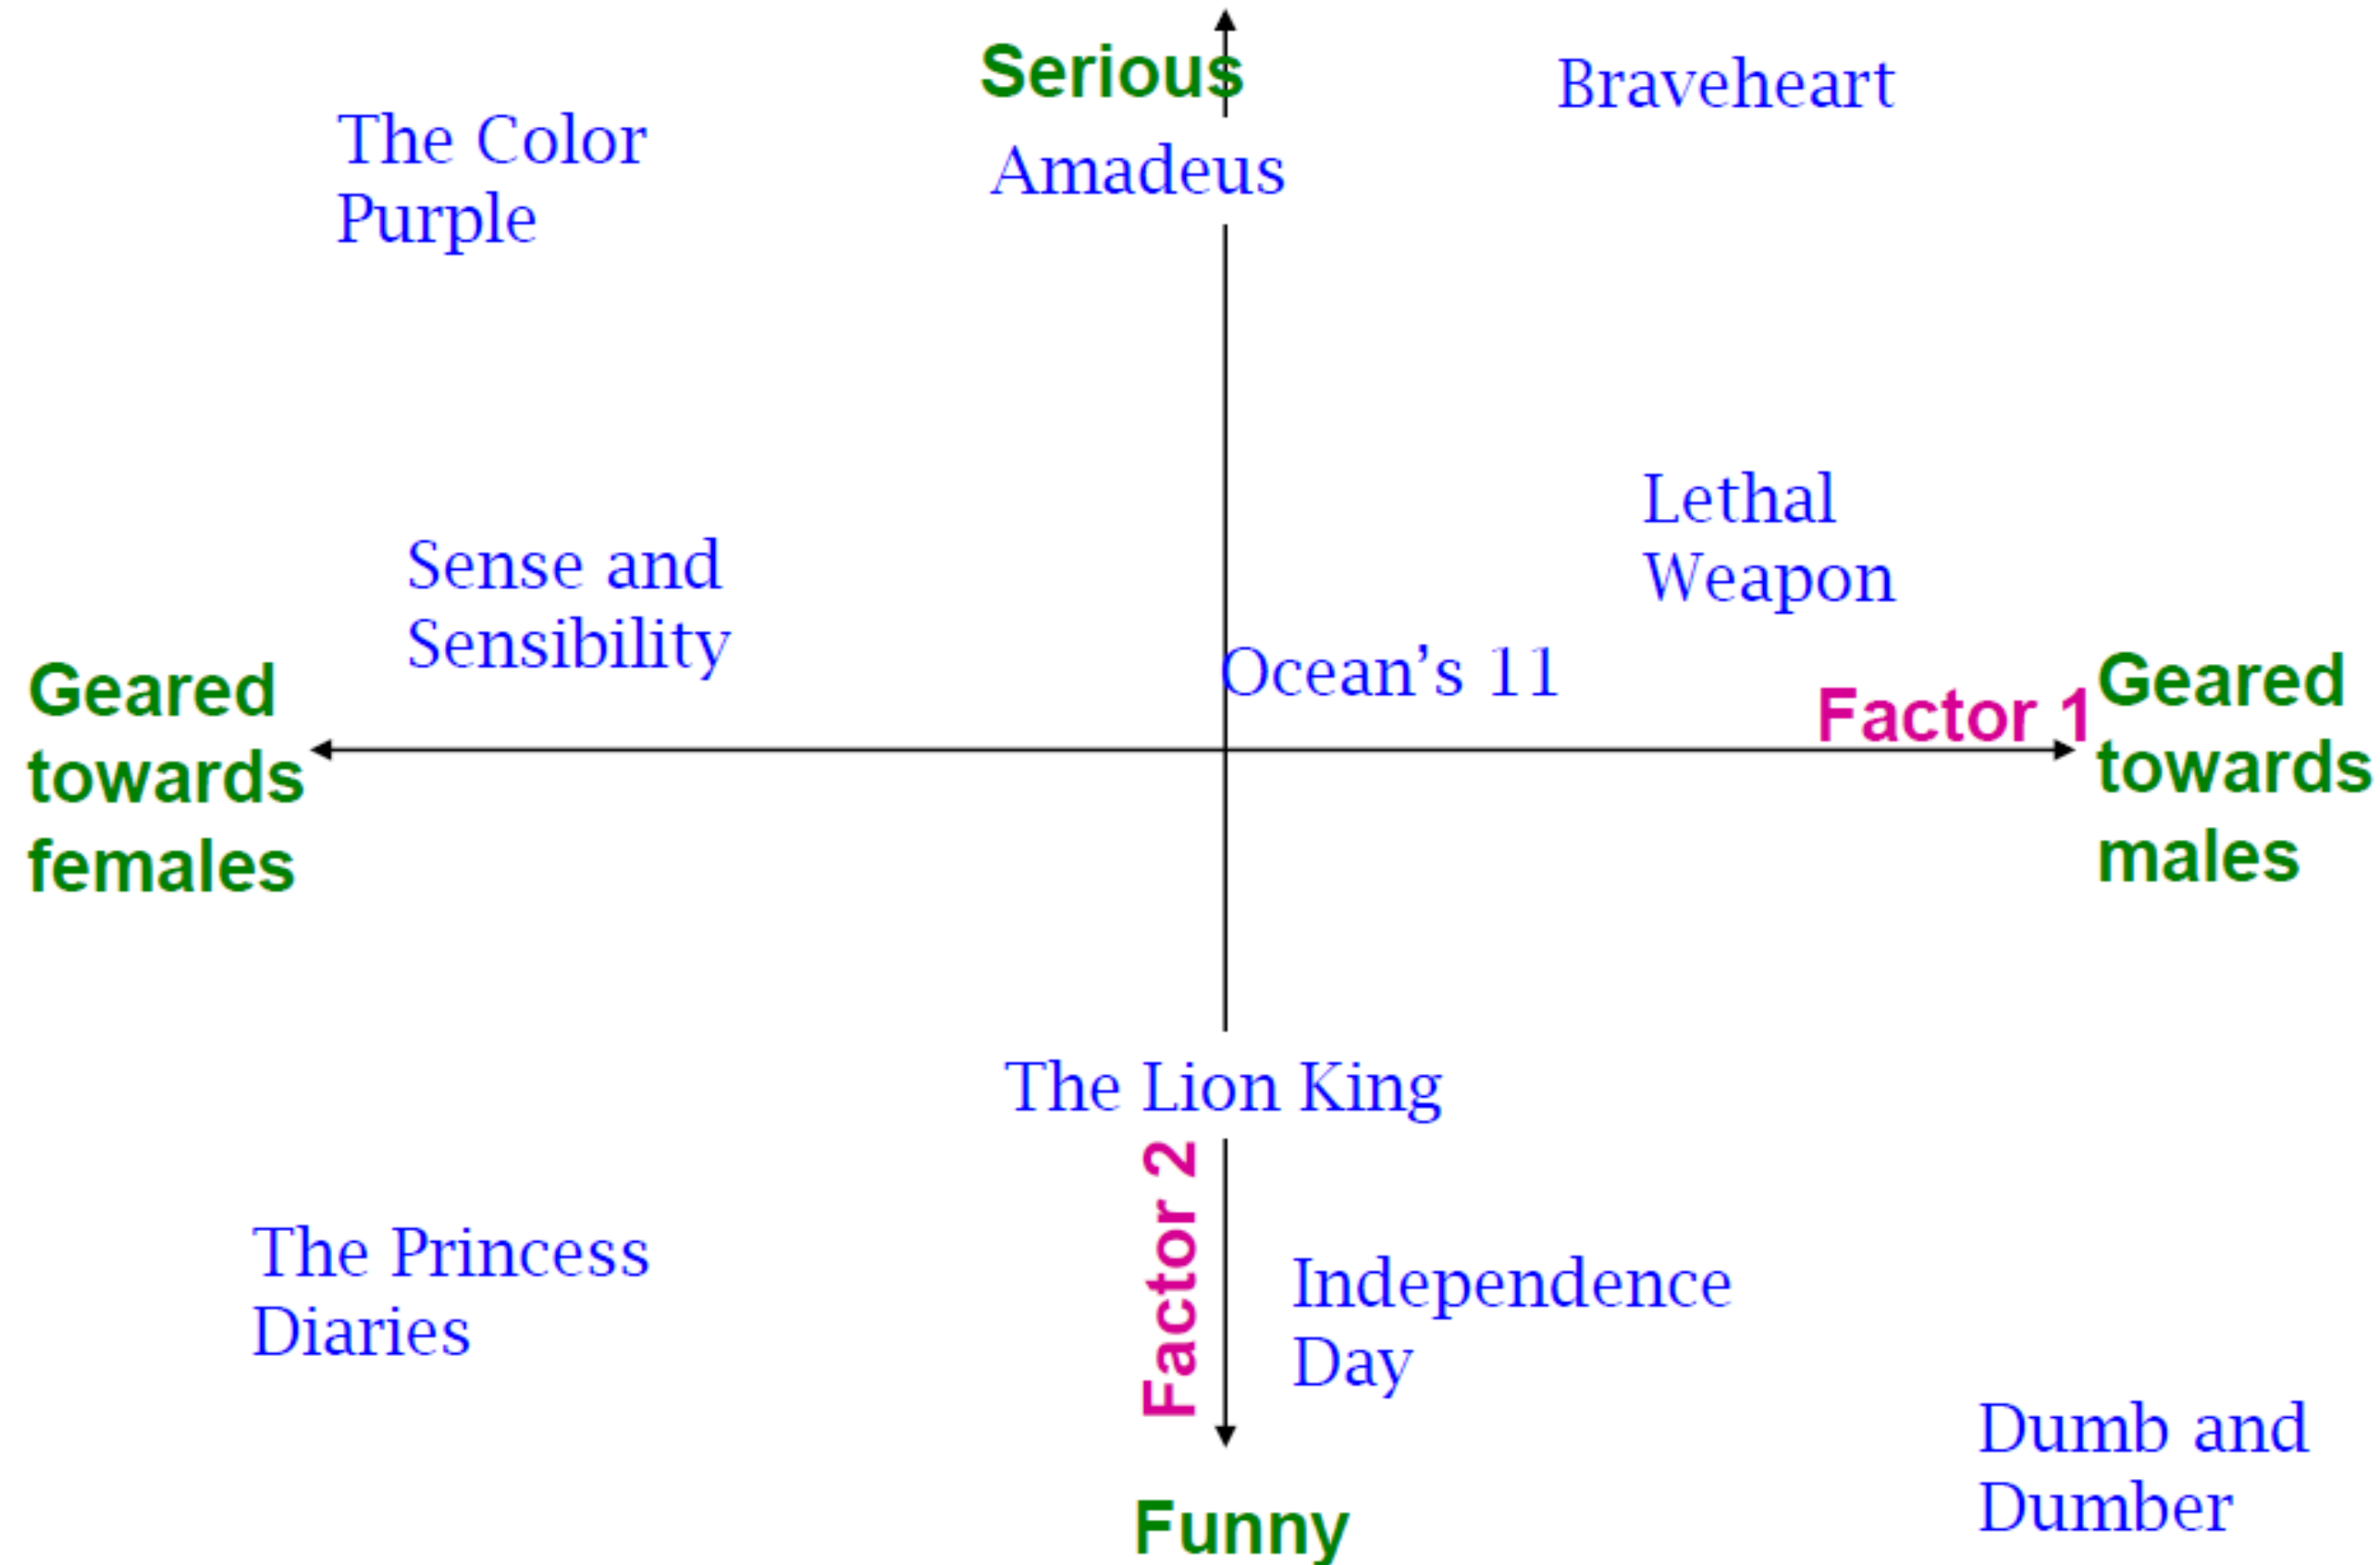 Serious
Braveheart
The Color
Purple
Amadeus
Lethal
Weapon
Sense and
Sensibility
Ocean’s 11
Geared
towards
females
Factor 1
Geared
towards
males
The Lion King
Factor 2
The Princess
Diaries
Independence
Day
Dumb and
Dumber
Funny